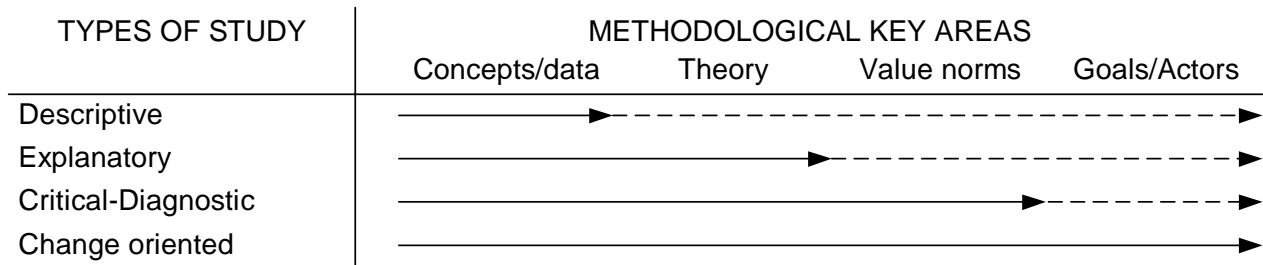 TYPES OF STUDY METHODOLOGICAL KEY AREAS
Concepts/data Theory Value norms Goals/Actors
Descriptive
Explanatory
Critical-Diagnostic
Change oriented